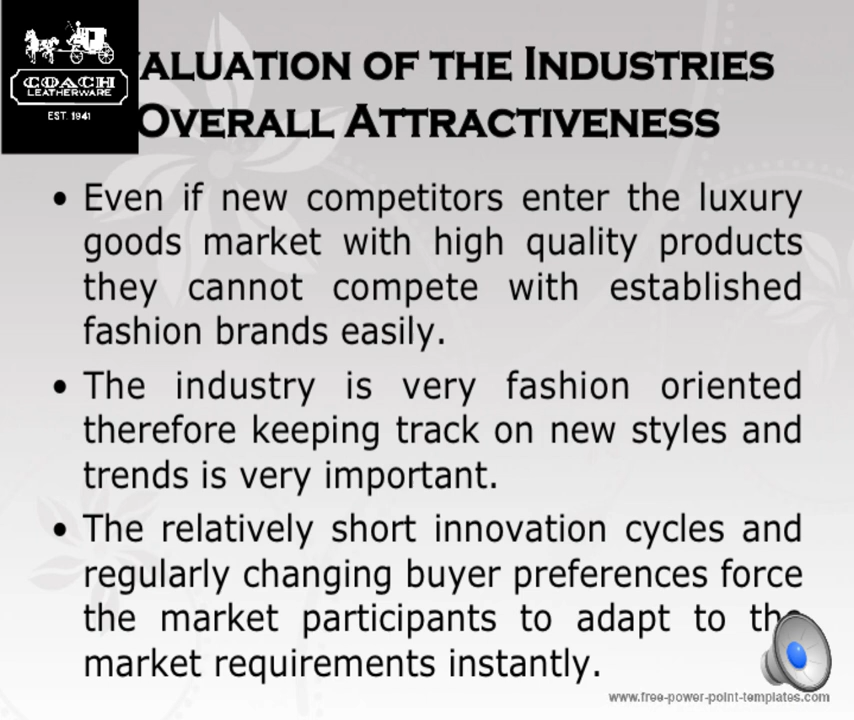 COACH
LEATHERWARE
EST. 1941
VALUATION OF THE INDUSTRIES
OVERALL ATTRACTIVENESS
• Even if new competitors enter the luxury
goods market with high quality products
they cannot compete with established
fashion brands easily.
• The industry is very fashion oriented
therefore keeping track on new styles and
trends is very important.
• The relatively short innovation cycles and
regularly changing buyer preferences force
the market participants to adapt to the
market requirements instantly.
www.free-power-point-templates.com